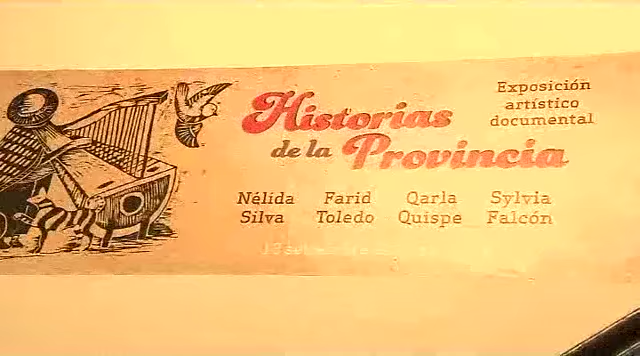 Historias
de la Provincia
Exposición
artístico
documental
Nélida Farid Qarla Sylvia
Silva Toledo Quispe Falcón